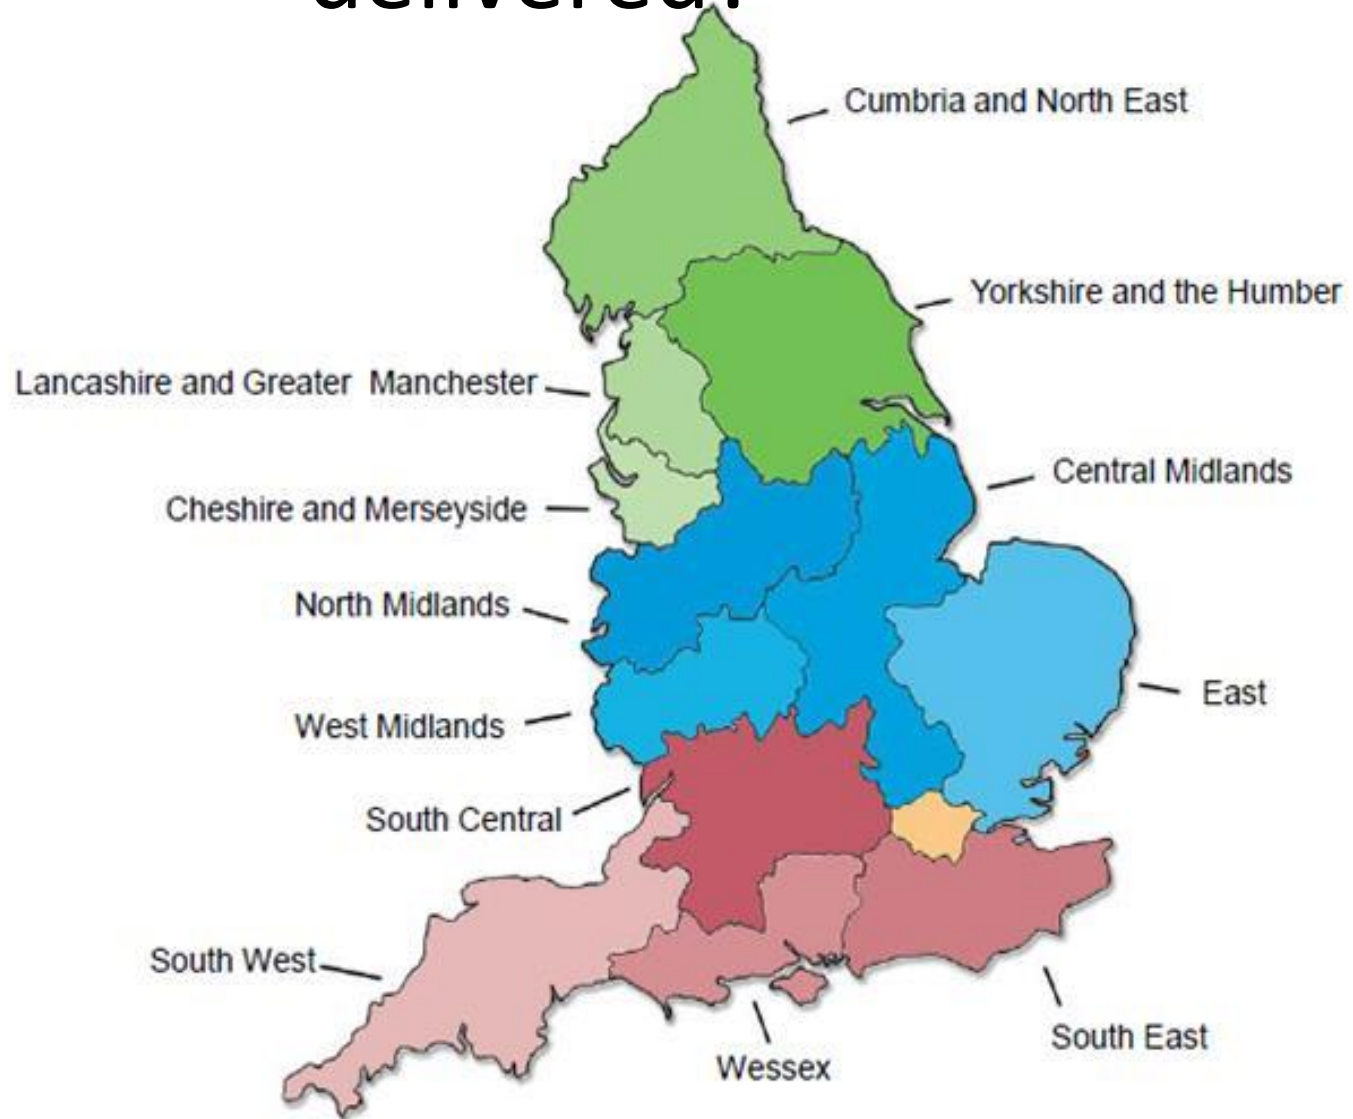 delivered?
Cumbria and North East
Yorkshire and the Humber
Lancashire and Greater Manchester
Central Midlands
Cheshire and Merseyside
North Midlands
East
West Midlands
South Central
South West
South East
Wessex